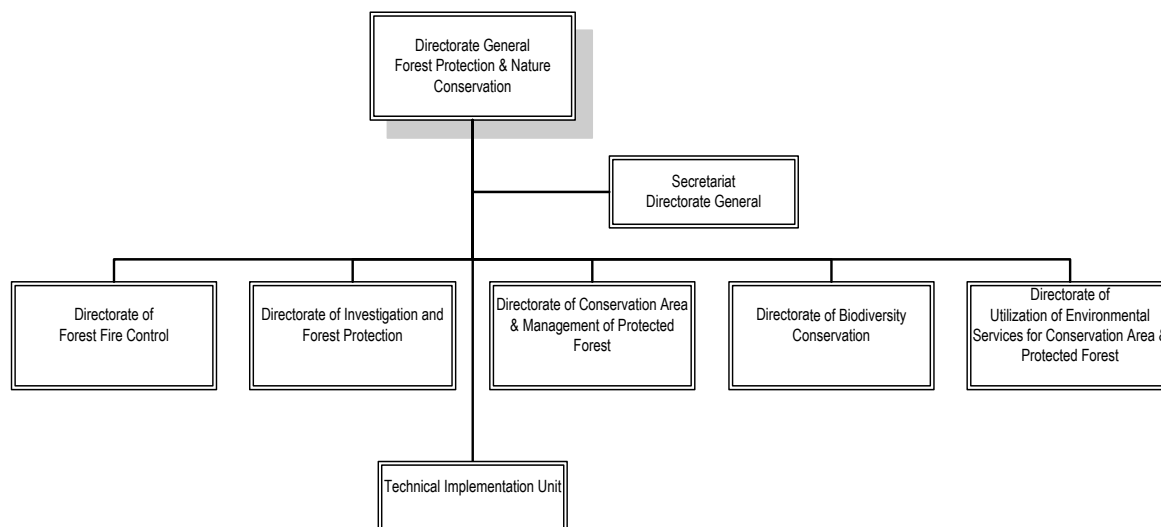 Directorate General
Forest Protection & Nature
Conservation
Secretariat
Directorate General
Directorate of
Forest Fire Control
Directorate of Investigation and
Forest Protection
Directorate of Conservation Area
& Management of Protected
Forest
Directorate of Biodiversity
Conservation
Directorate of
Utilization of Environmental
Services for Conservation Area &
Protected Forest
Technical Implementation Unit